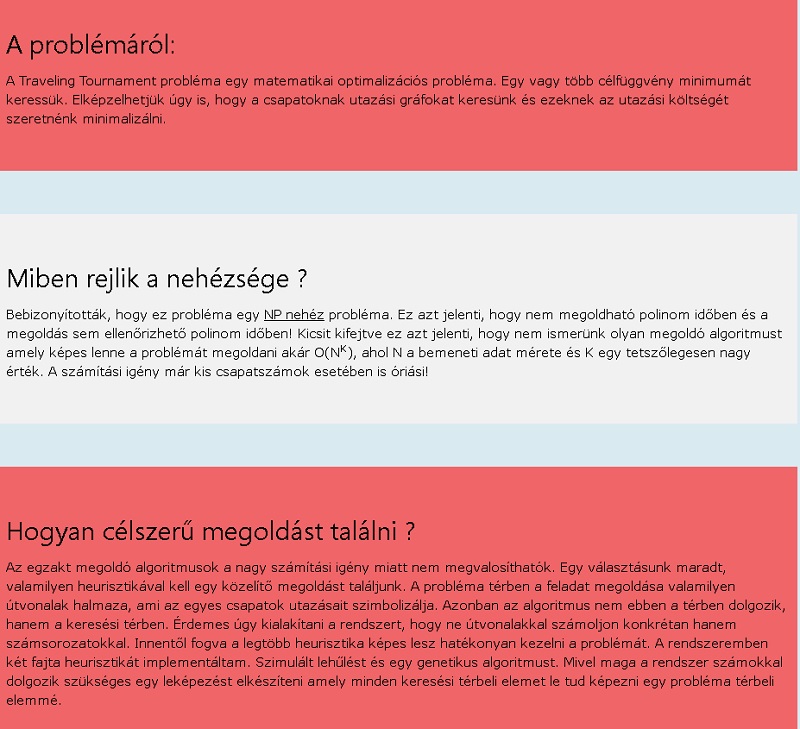 A problémáról:
A Traveling Tournament probléma egy matematikai optimalizációs probléma. Egy vagy több célfüggvény minimumát
keressük. Elképzelhetjük úgy is, hogy a csapatoknak utazási gráfokat keresünk és ezeknek az utazási költségét
szeretnénk minimalizálni.
Miben rejlik a nehézsége ?
Bebizonyították, hogy ez probléma egy NP nehéz probléma. Ez azt jelenti, hogy nem megoldható polinom időben és a
megoldás sem ellenőrizhető polinom időben! Kicsit kifejtve ez azt jelenti, hogy nem ismerünk olyan megoldó algoritmust
amely képes lenne a problémát megoldani akár O(N^K), ahol N a bemeneti adat mérete és K egy tetszőlegesen nagy
érték. A számítási igény már kis csapatszámok esetében is óriási!
Hogyan célszerű megoldást találni ?
Az egzakt megoldó algoritmusok a nagy számítási igény miatt nem megvalosíthatók. Egy választásunk maradt,
valamilyen heurisztikával kell egy közelítő megoldást találjunk. A probléma térben a feladat megoldása valamilyen
útvonalak halmaza, ami az egyes csapatok utazásait szimbolizálja. Azonban az algoritmus nem ebben a térben dolgozik,
hanem a keresési térben. Érdemes úgy kialakítani a rendszert, hogy ne útvonalakkal számoljon konkrétan hanem
számsorozatokkal. Innentől fogva a legtöbb heurisztika képes lesz hatékonyan kezelni a problémát. A rendszeremben
két fajta heurisztikát implementáltam. Szimulált lehűlést és egy genetikus algoritmust. Mivel maga a rendszer számokkal
dolgozik szükséges egy leképezést elkészíteni amely minden keresési térbeli elemet le tud képezni egy probléma térbeli
elemmé.